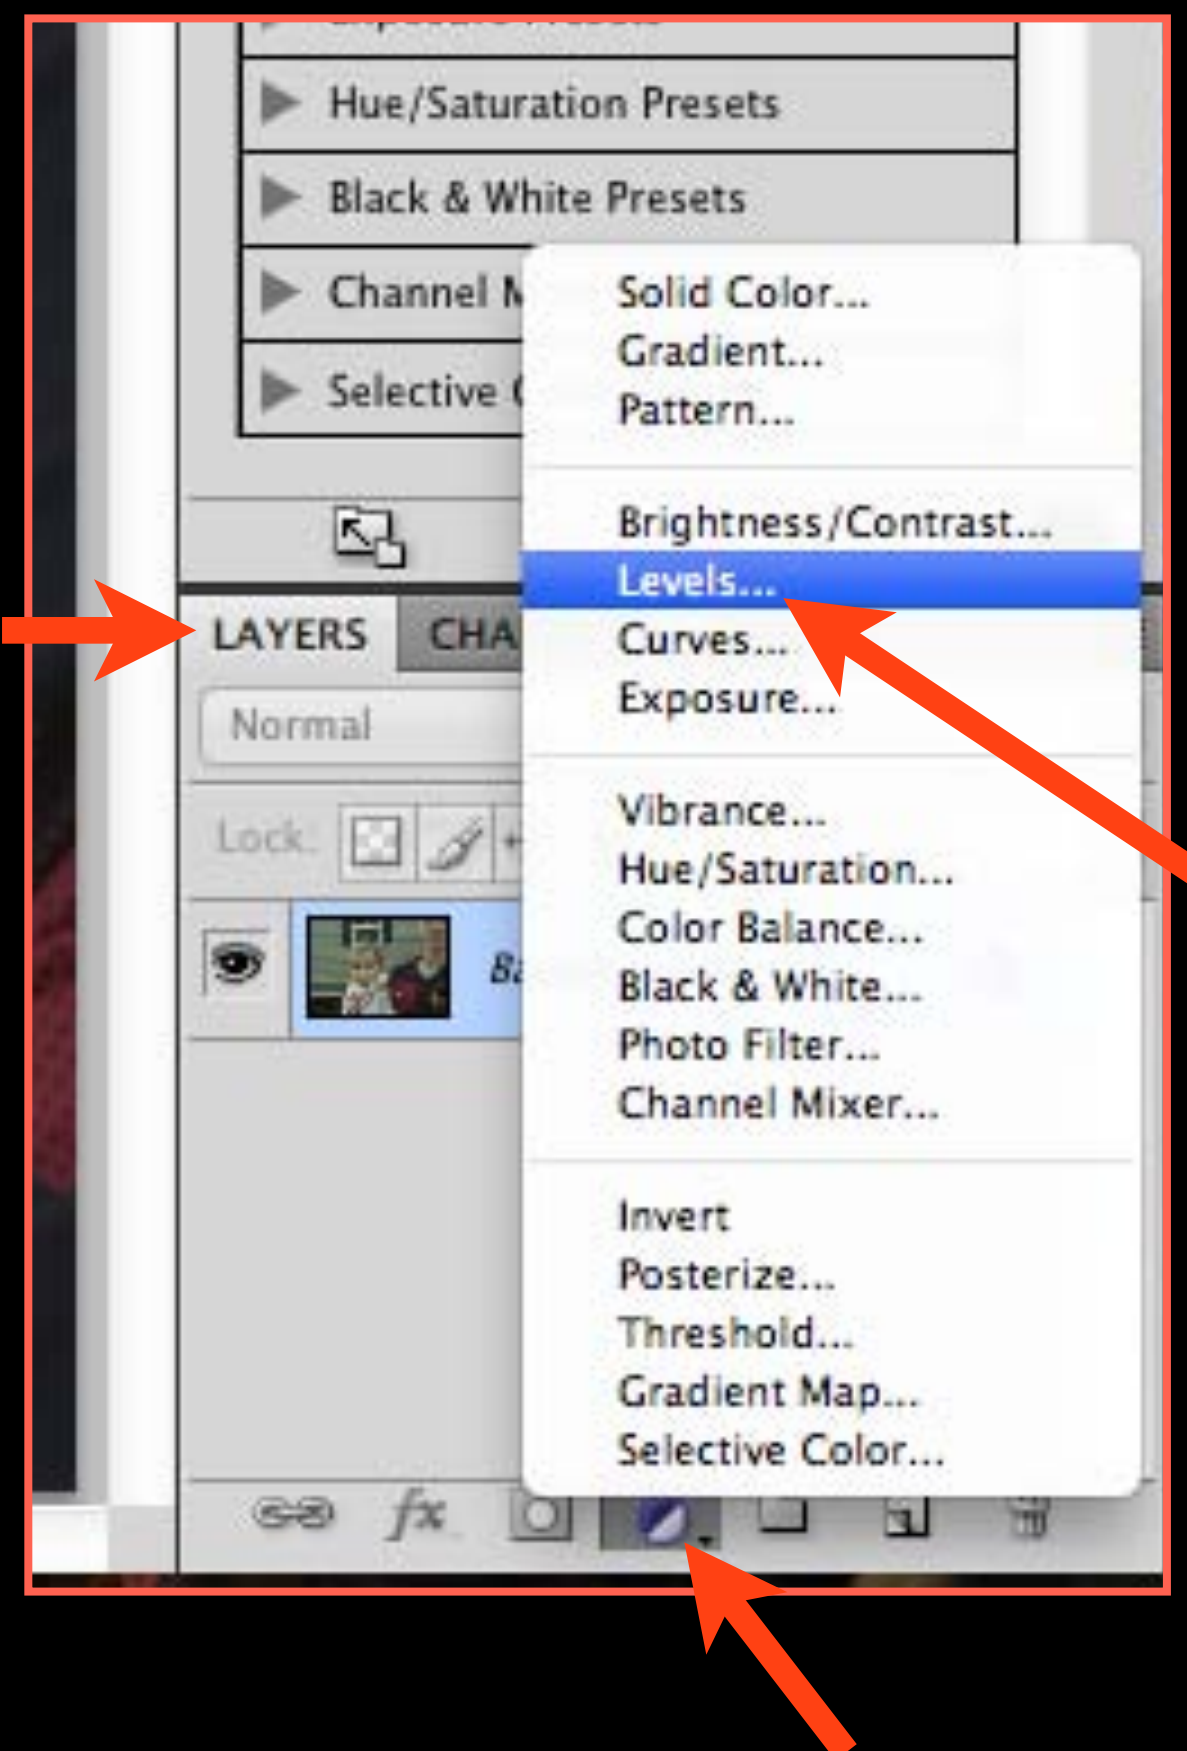 Exposure Presets
Hue/Saturation Presets
Black & White Presets
Channel
Selective
Solid Color...
Gradient...
Pattern...
Brightness/Contrast...
Levels...
Curves...
Exposure...
Vibrance...
Hue/Saturation...
Color Balance...
Black & White...
Photo Filter...
Channel Mixer...
Invert
Posterize...
Threshold...
Gradient Map...
Selective Color...
LAYERS
CHA
Normal
Lock:
fx